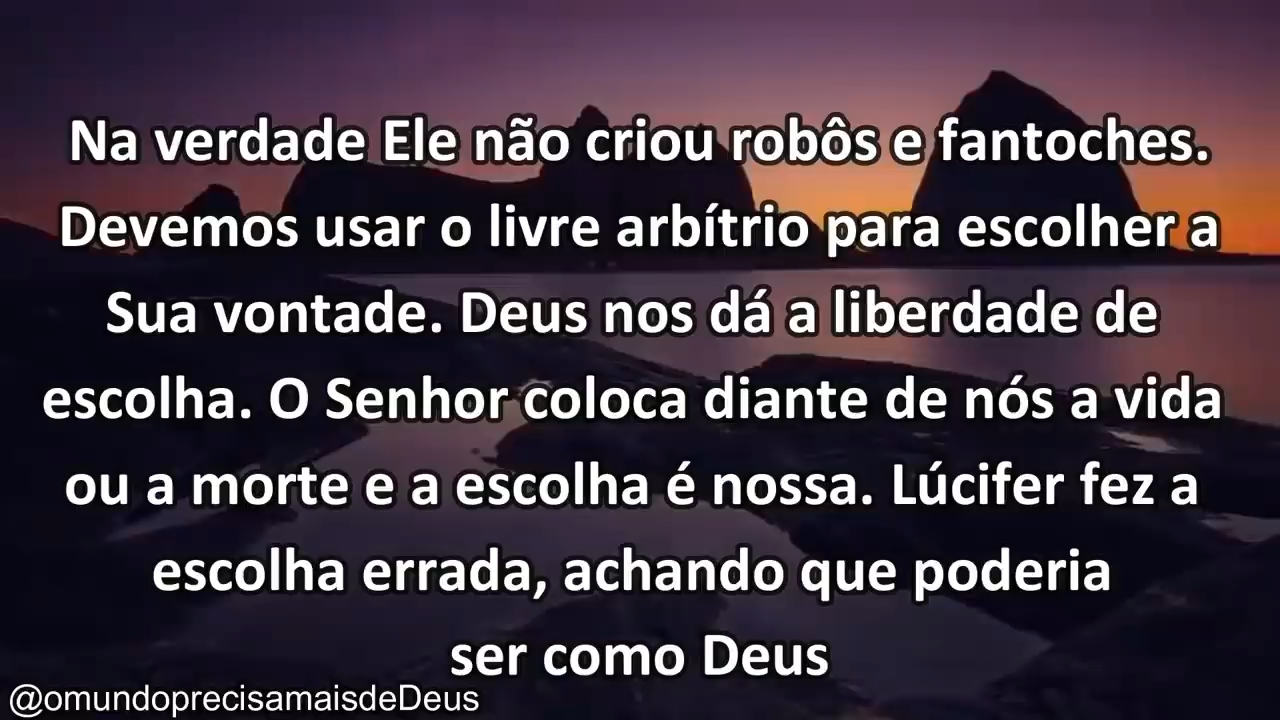 Na verdade Ele não criou robôs e fantoches.
Devemos usar o livre arbítrio para escolher a
Sua vontade. Deus nos dá a liberdade de
escolha. O Senhor coloca diante de nós a vida
ou a morte e a escolha é nossa. Lúcifer fez a
escolha errada, achando que poderia
ser como Deus
@omundoprecisamaisdeDeus